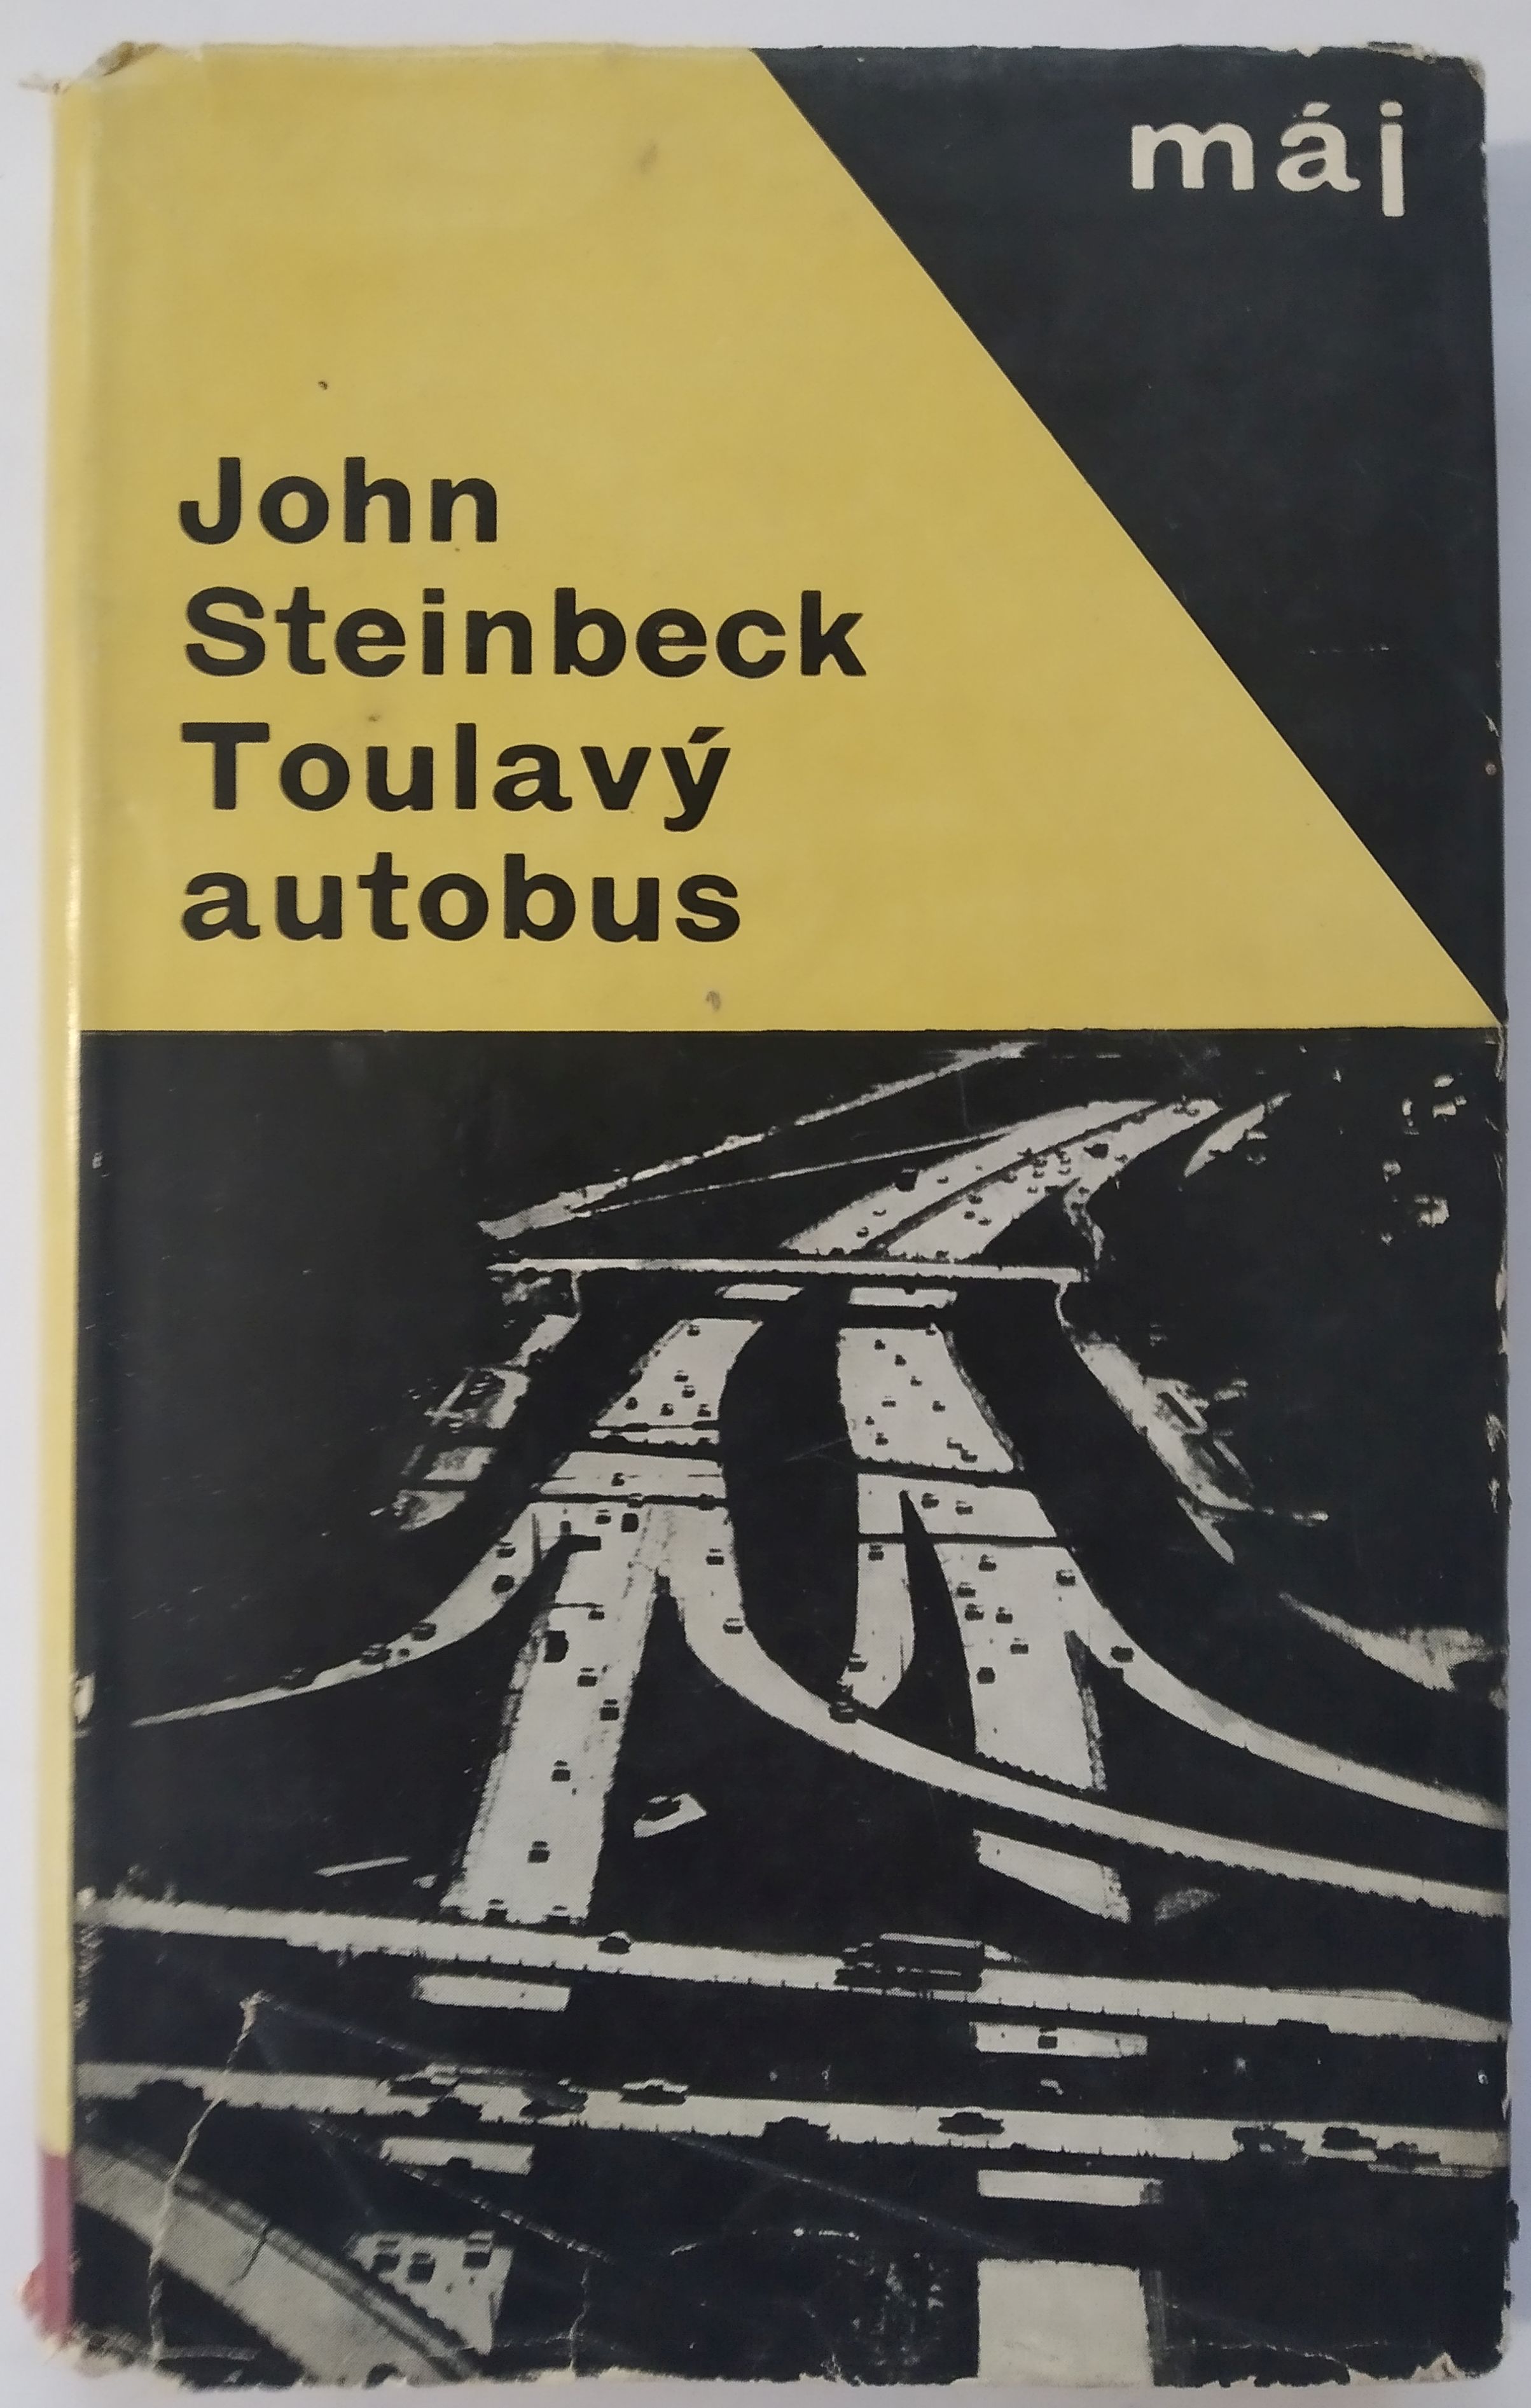 máj
John
Steinbeck
Toulavý
autobus